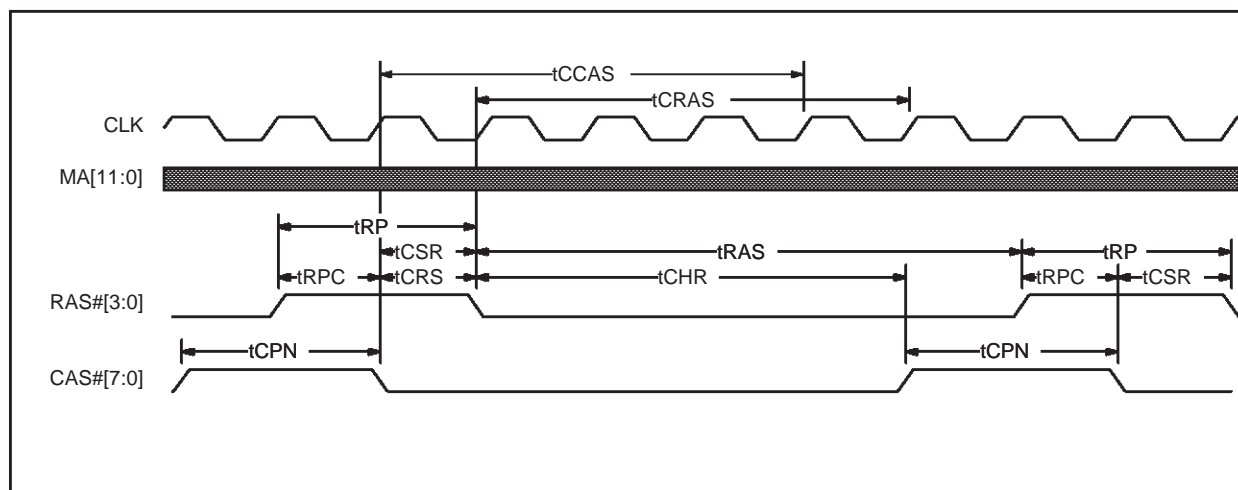 tCCAS
tCRAS
CLK
MA[11:0]
tRP
tCSR tRAS tRP
tRPC tCRS tCHR tRPC tCSR
RAS#[3:0]
tCPN tCPN
CAS#[7:0]